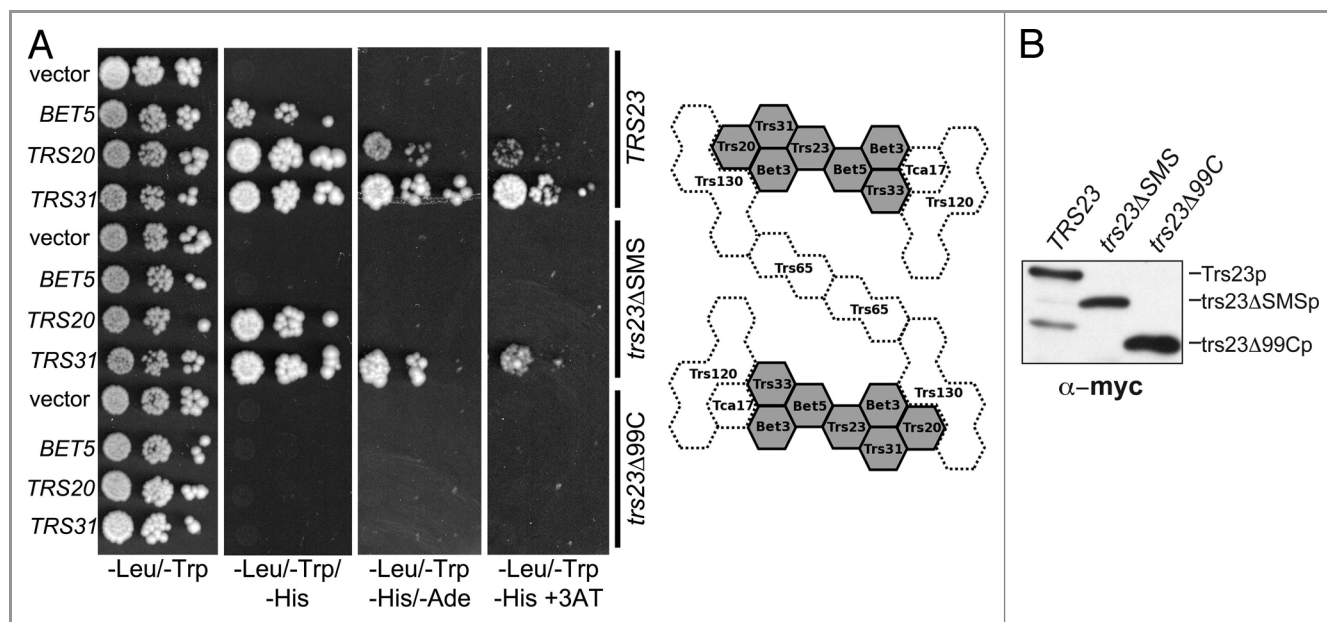 A
vector
BET5
TRS20
TRS31
vector
BET5
TRS20
TRS31
vector
BET5
TRS20
TRS31
-Leu/-Trp
-Leu/-Trp/
-His
-Leu/-Trp
-His/-Ade
-Leu/-Trp
-His +3AT
TRS23
trs23ΔSMS
trs23Δ99C
Trs31
Trs20 Trs23 Bet3
Trs130 Bet3 Bet5 Tca17
Trs33 Trs120
Trs65
Trs65
Trs120 Trs33 Bet3 Trs130
Tca17 Bet5 Trs20
Bet3 Trs23 Trs31
B
TRS23
trs23ΔSMS
trs23Δ99C
–Trs23p
–trs23ΔSMSp
–trs23Δ99Cp
α–myc